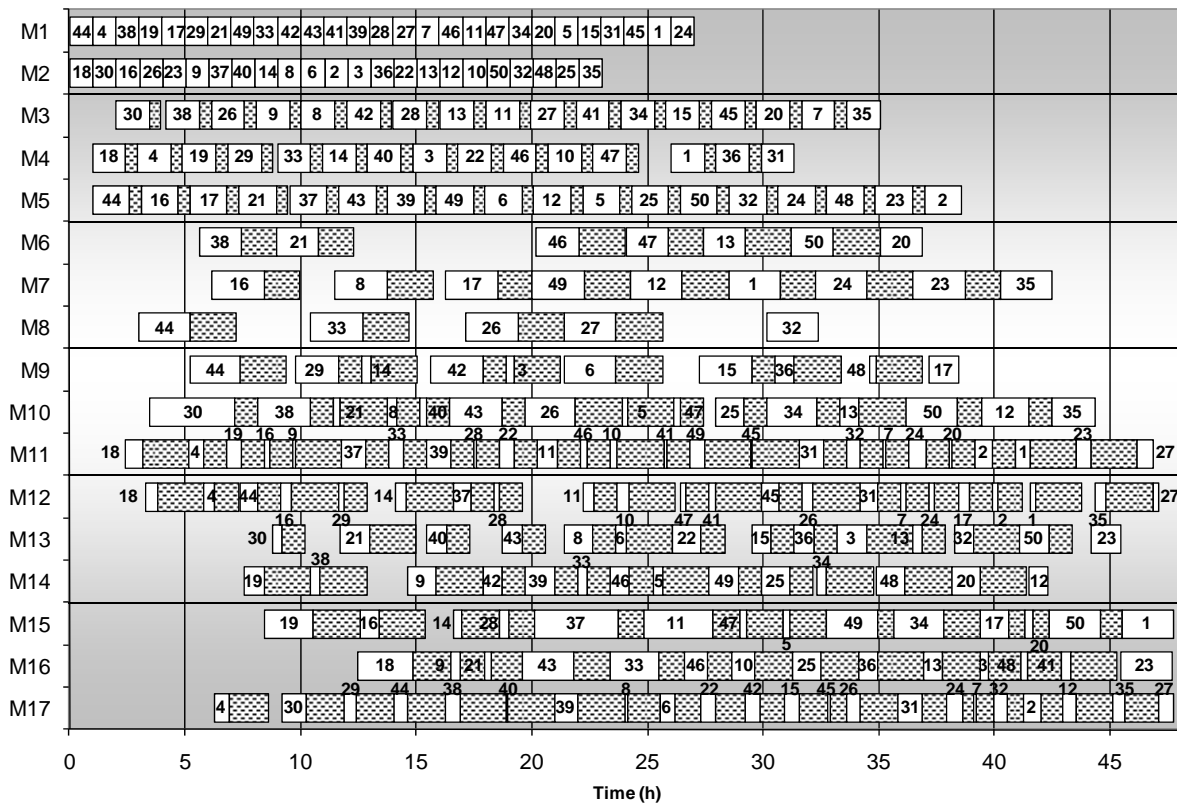 M1 44 4 38 19 17 29 21 49 33 42 43 41 39 28 27 7 46 11 47 34 20 5 15 31 45 1 24
M2 18 30 16 26 23 9 37 40 14 8 6 2 3 36 22 13 12 10 50 32 48 25 35
M3 30 38 26 9 8 42 28 13 11 27 41 34 15 45 20 7 35
M4 18 4 19 29 33 14 40 3 22 46 10 47 1 36 31
M5 44 16 17 21 37 43 39 49 6 12 5 25 50 32 24 48 23 2
M6 38 21 46 47 13 50 20
M7 16 8 17 49 12 1 24 23 35
M8 44 33 26 27 32
M9 44 29 14 42 3 6 15 36 48 17
M10 30 38 21 8 40 43 26 5 47 25 34 13 50 12 35
19 16 9 33 28 22 46 10 41 49 45 32 7 24 20 23
M11 18 4 37 39 11 31 2 1
M12 18 4 44 14 37 11 45 31 27
16 29 28 10 47 41 26 7 24 17 2 1 35
M13 30 21 40 43 8 6 22 15 36 3 13 32 50 23
38 33 34
M14 19 9 42 39 46 5 49 25 48 20 12
M15 19 16 14 28 37 11 47 49 34 17 50 1
5 20
M16 18 9 21 43 33 46 10 25 36 13 3 48 41 23
29 44 38 40 8 22 42 15 45 26 24 7 32 12 35 27
M17 4 30 39 6 31 2
0 5 10 15 20 25 30 35 40 45
Time (h)